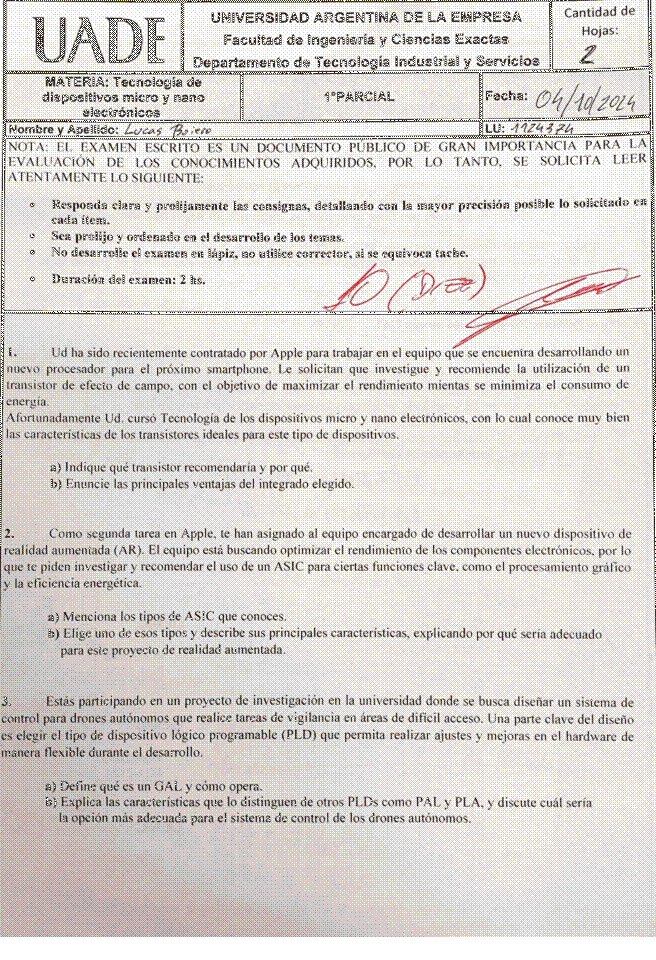 UADE
UNIVERSIDAD ARGENTINA DE LA EMPRESA
Facultad de Ingeniería y Ciencias Exactas
Departamento de Tecnología Industrial y Servicios
Cantidad de
Hojas:
2
MATERIA: Tecnología de
dispositivos micro y nano
electrónicos
1°PARCIAL
Fecha: 04/10/2024
Nombre y Apellido: Lucas
LU: 1124374
NOTA: EL EXAMEN ESCRITO ES UN DOCUMENTO PÚBLICO DE GRAN IMPORTANCIA PARA LA
EVALUACIÓN DE LOS CONOCIMIENTOS ADQUIRIDOS, POR LO TANTO, SE SOLICITA LEER
ATENTAMENTE LO SIGUIENTE:
Responda clara y prolijamente las consignas, detallando con la mayor precisión posible lo solicitado en
cada ítem.
Sea prolijo y ordenado en el desarrollo de los temas.
No desarrolle el examen en lápiz, no utilice corrector, si se equivoca tache.
Duración del examen: 2 hs.
10 (Diez)
1. Ud ha sido recientemente contratado por Apple para trabajar en el equipo que se encuentra desarrollando un
nuevo procesador para el próximo smartphone. Le solicitan que investigue y recomiende la utilización de un
transistor de efecto de campo, con el objetivo de maximizar el rendimiento mientas se minimiza el consumo de
energía.
Afortunadamente Ud. cursó Tecnología de los dispositivos micro y nano electrónicos, con lo cual conoce muy bien
las características de los transistores ideales para este tipo de dispositivos.
a) Indique qué transistor recomendaría y por qué.
b) Enuncie las principales ventajas del integrado elegido.
2. Como segunda tarea en Apple, te han asignado al equipo encargado de desarrollar un nuevo dispositivo de
realidad aumentada (AR). El equipo está buscando optimizar el rendimiento de los componentes electrónicos, por lo
que te piden investigar y recomendar el uso de un ASIC para ciertas funciones clave, como el procesamiento gráfico
y la eficiencia energética.
a) Menciona los tipos de ASIC que conoces.
b) Elige uno de esos tipos y describe sus principales características, explicando por qué sería adecuado
para este proyecto de realidad aumentada.
3. Estás participando en un proyecto de investigación en la universidad donde se busca diseñar un sistema de
control para drones autónomos que realice tareas de vigilancia en áreas de difícil acceso. Una parte clave del diseño
es elegir el tipo de dispositivo lógico programable (PLD) que permita realizar ajustes y mejoras en el hardware de
manera flexible durante el desarrollo.
a) Define qué es un GAL y cómo opera.
b) Explica las características que lo distinguen de otros PLDs como PAL y PLA, y discute cuál sería
la opción más adecuada para el sistema de control de los drones autónomos.